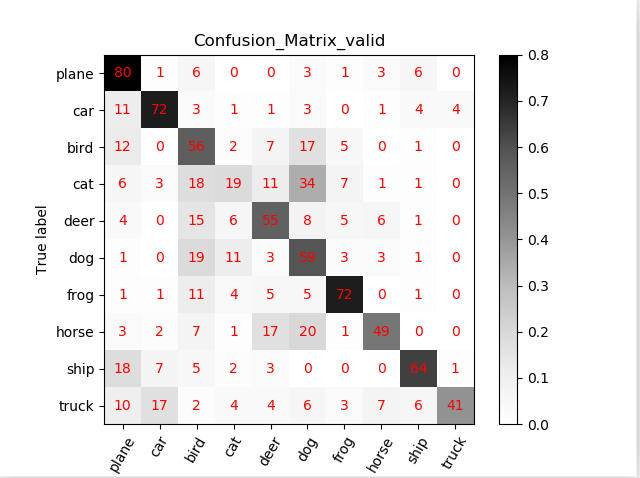 Confusion_Matrix_valid
plane 80 1 6 0 0 3 1 3 6 0
car 11 72 3 1 1 3 0 1 4 4
bird 12 0 56 2 7 17 5 0 1 0
cat 6 3 18 19 11 34 7 1 1 0
deer 4 0 15 6 55 8 5 6 1 0
dog 1 0 19 11 3 59 3 3 1 0
frog 1 1 11 4 5 5 72 0 1 0
horse 3 2 7 1 17 20 1 49 0 0
ship 18 7 5 2 3 0 0 0 64 1
truck 10 17 2 4 4 6 3 7 6 41
True label
plane car bird cat deer dog frog horse ship truck
0.8
0.7
0.6
0.5
0.4
0.3
0.2
0.1
0.0